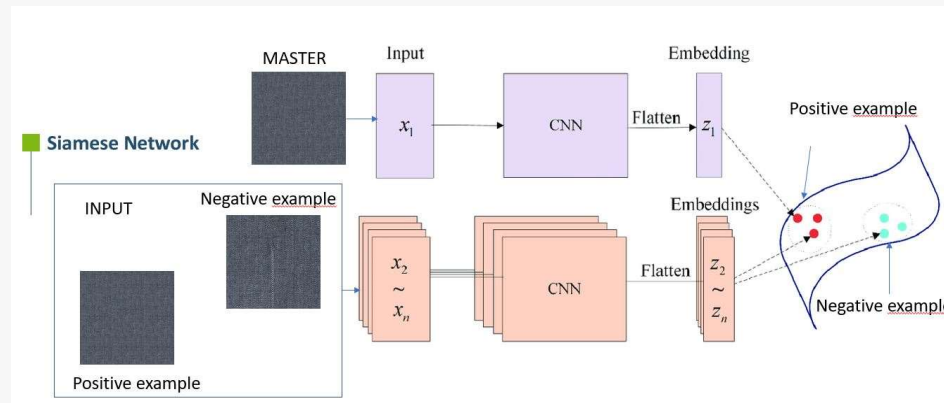 MASTER
Input
Embedding
x1
CNN
Flatten
z1
Positive example
Siamese Network
INPUT
Negative example
Embeddings
x2
~
xn
CNN
Flatten
z2
~
zn
Negative example
Positive example